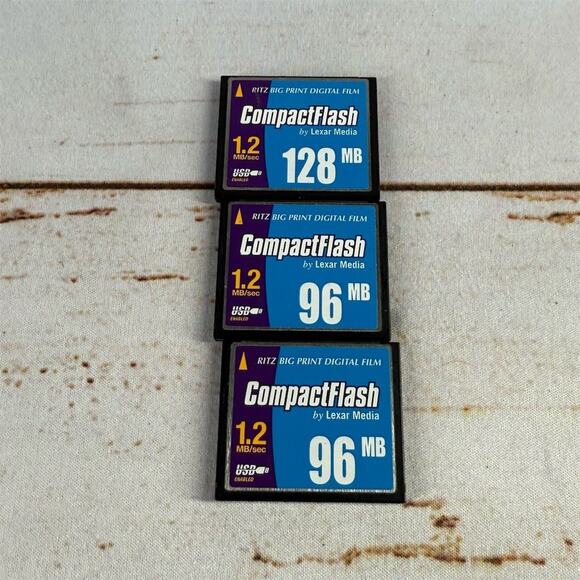 RITZ BIG PRINT DIGITAL FILM
CompactFlash
by Lexar Media
1.2
MB/sec
128 MB
USB
ENABLED
RITZ BIG PRINT DIGITAL FILM
CompactFlash
by Lexar Media
1.2
MB/sec
96 MB
USB
ENABLED
RITZ BIG PRINT DIGITAL FILM
CompactFlash
by Lexar Media
1.2
MB/sec
96 MB
USB
ENABLED